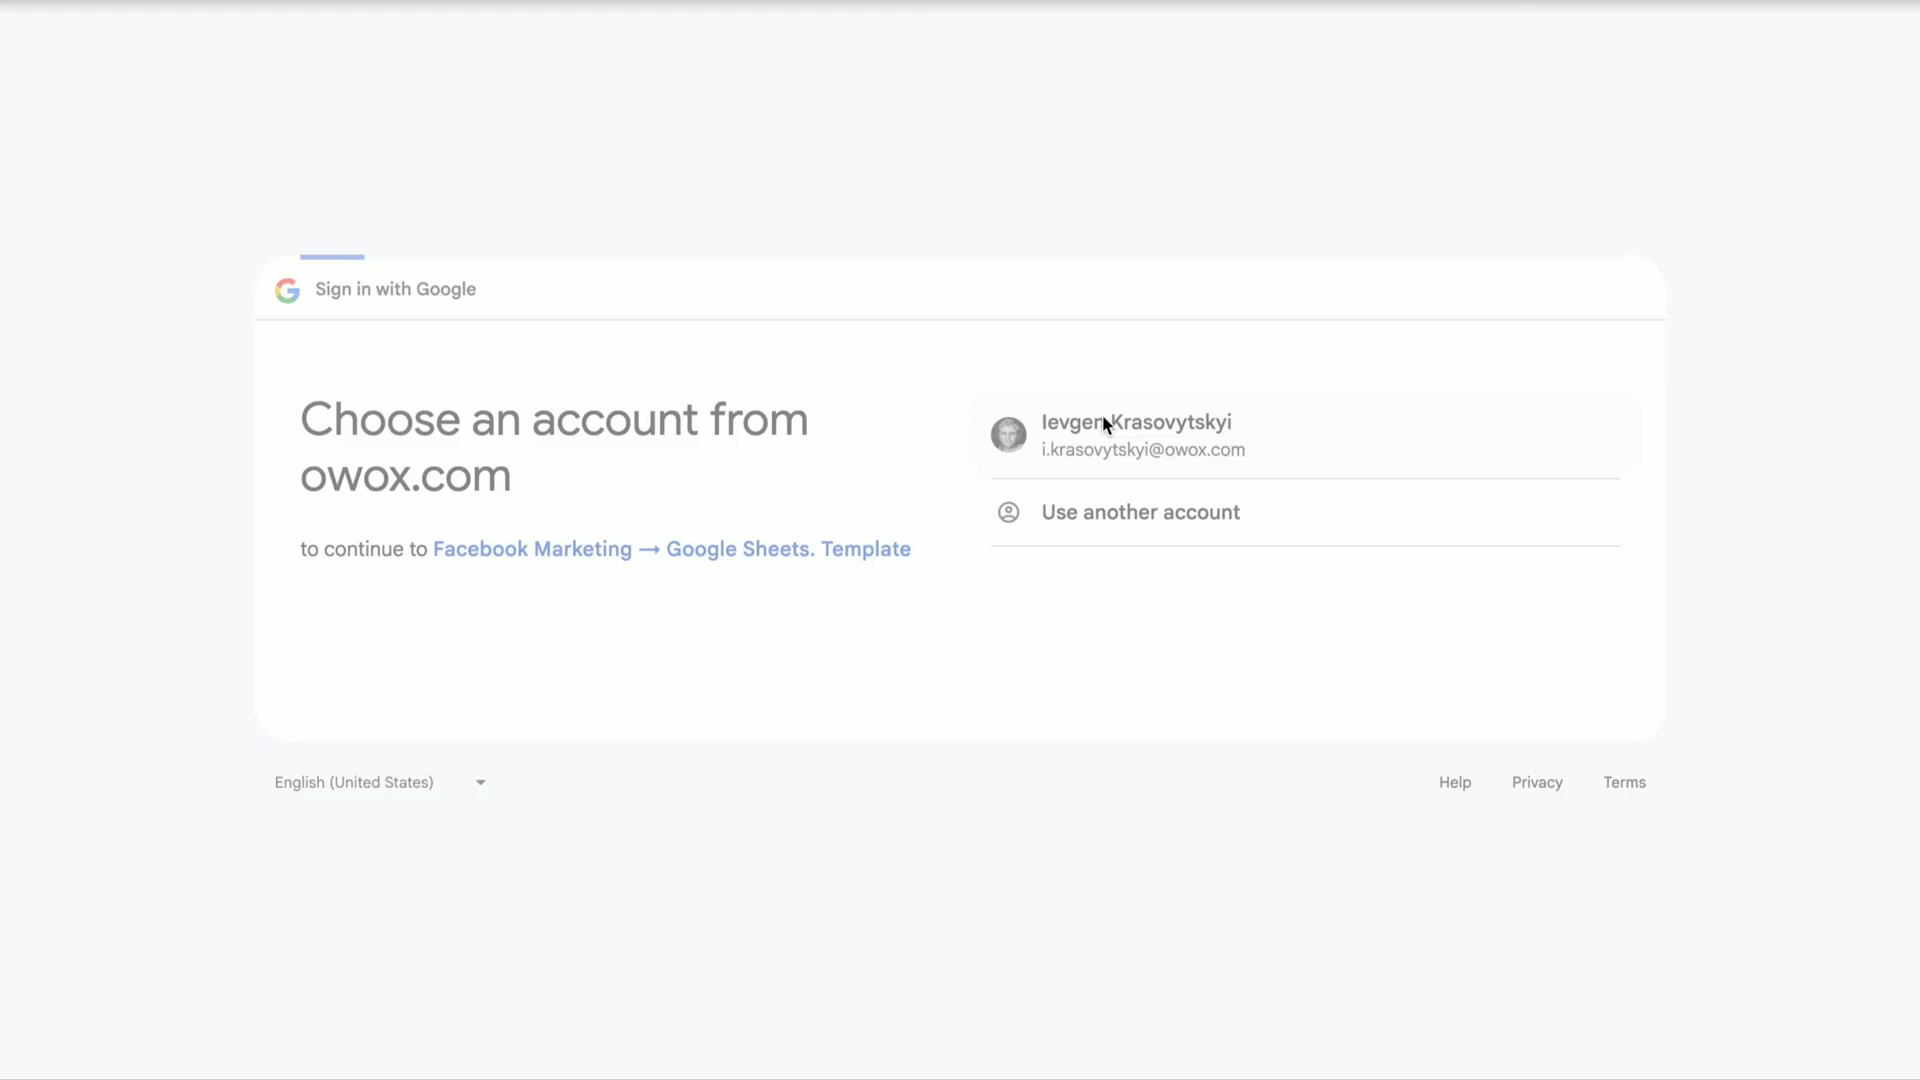 Sign in with Google
Choose an account from
owox.com
to continue to Facebook Marketing → Google Sheets. Template
Ievgen Krasovytskyi
i.krasovytskyi@owox.com
Use another account
English (United States)
Help
Privacy
Terms